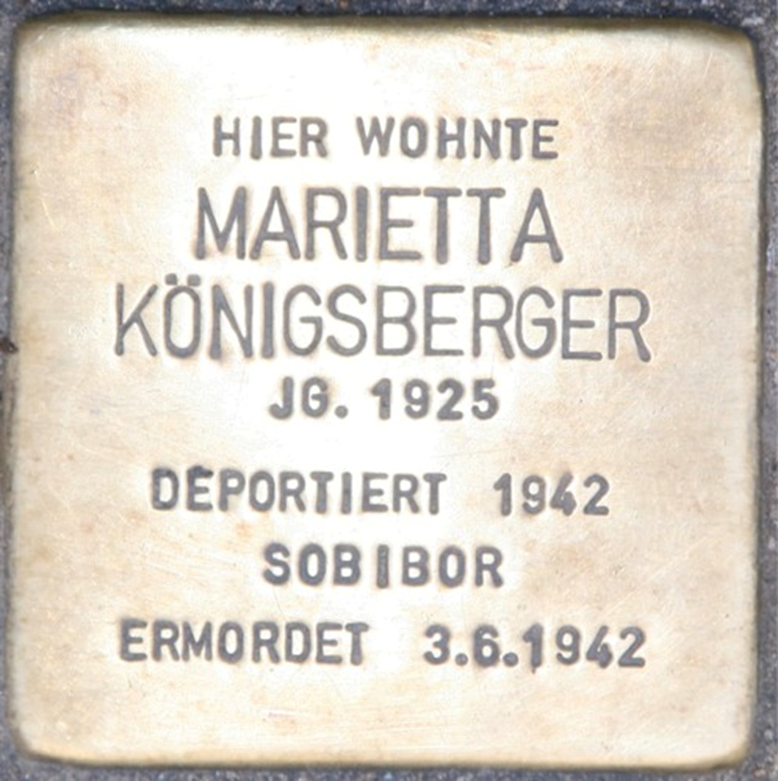 HIER WOHNTE
MARIETTA
KÖNIGSBERGER
JG. 1925
DEPORTIERT 1942
SOBIBOR
ERMORDET 3.6.1942